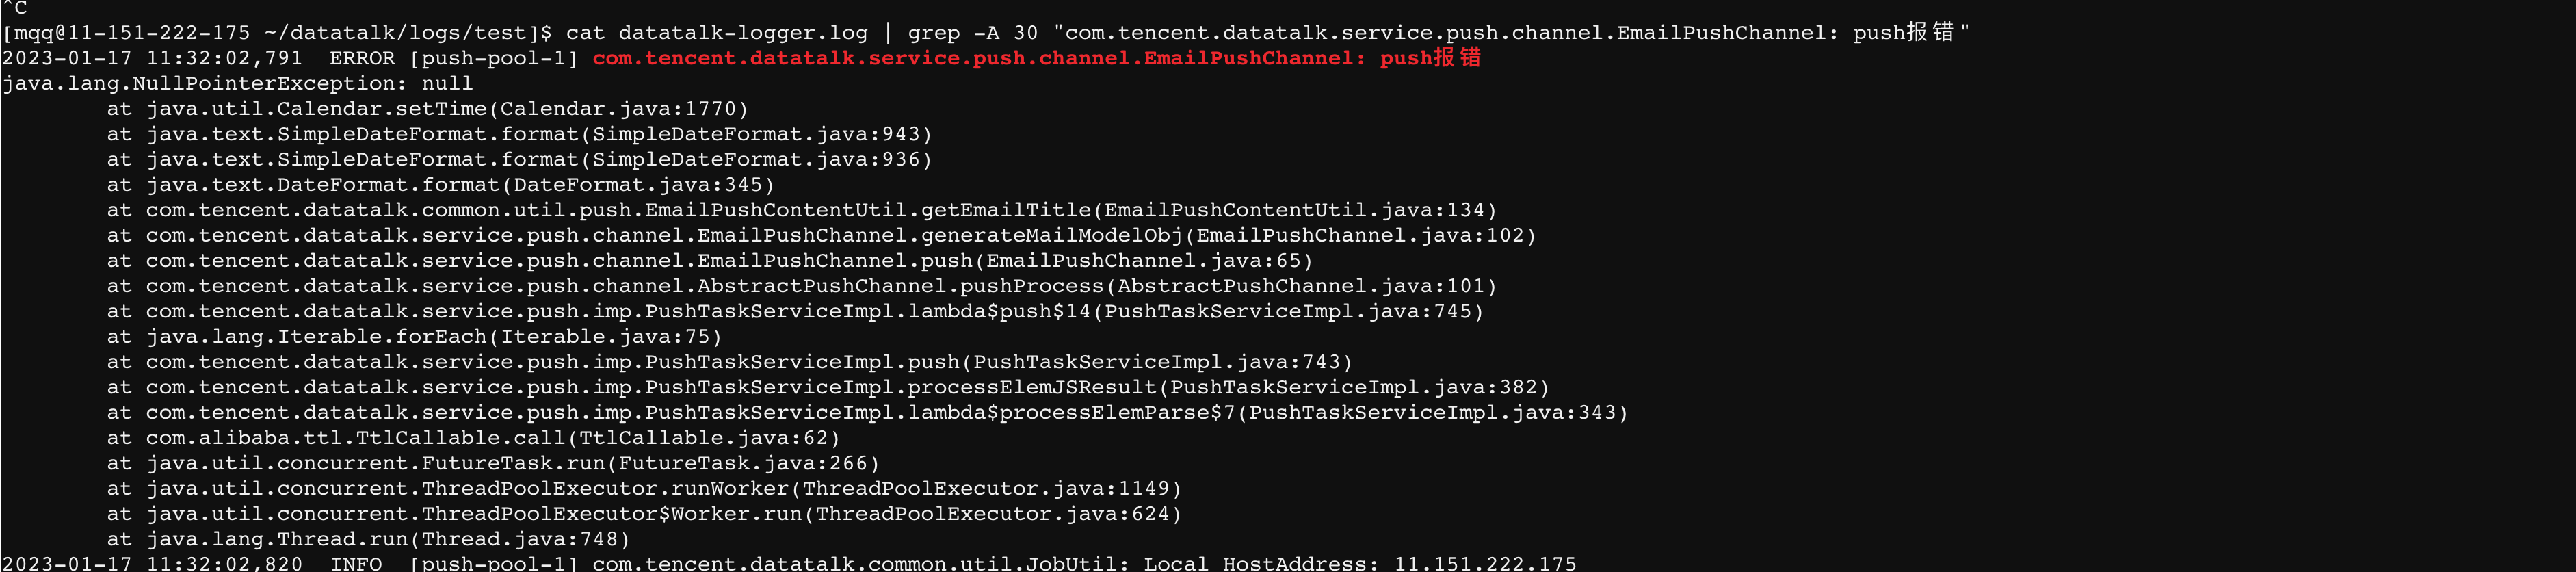 ^C
[mqq@11-151-222-175 ~/datatalk/logs/test]$ cat datatalk-logger.log | grep -A 30 "com.tencent.datatalk.service.push.channel.EmailPushChannel: push报错"
2023-01-17 11:32:02,791  ERROR [push-pool-1] com.tencent.datatalk.service.push.channel.EmailPushChannel: push报错
java.lang.NullPointerException: null
        at java.util.Calendar.setTime(Calendar.java:1770)
        at java.text.SimpleDateFormat.format(SimpleDateFormat.java:943)
        at java.text.SimpleDateFormat.format(SimpleDateFormat.java:936)
        at java.text.DateFormat.format(DateFormat.java:345)
        at com.tencent.datatalk.common.util.push.EmailPushContentUtil.getEmailTitle(EmailPushContentUtil.java:134)
        at com.tencent.datatalk.service.push.channel.EmailPushChannel.generateMailModelObj(EmailPushChannel.java:102)
        at com.tencent.datatalk.service.push.channel.EmailPushChannel.push(EmailPushChannel.java:65)
        at com.tencent.datatalk.service.push.channel.AbstractPushChannel.pushProcess(AbstractPushChannel.java:101)
        at com.tencent.datatalk.service.push.imp.PushTaskServiceImpl.lambda$push$14(PushTaskServiceImpl.java:745)
        at java.lang.Iterable.forEach(Iterable.java:75)
        at com.tencent.datatalk.service.push.imp.PushTaskServiceImpl.push(PushTaskServiceImpl.java:743)
        at com.tencent.datatalk.service.push.imp.PushTaskServiceImpl.processElemJSResult(PushTaskServiceImpl.java:382)
        at com.tencent.datatalk.service.push.imp.PushTaskServiceImpl.lambda$processElemParse$7(PushTaskServiceImpl.java:343)
        at com.alibaba.ttl.TtlCallable.call(TtlCallable.java:62)
        at java.util.concurrent.FutureTask.run(FutureTask.java:266)
        at java.util.concurrent.ThreadPoolExecutor.runWorker(ThreadPoolExecutor.java:1149)
        at java.util.concurrent.ThreadPoolExecutor$Worker.run(ThreadPoolExecutor.java:624)
        at java.lang.Thread.run(Thread.java:748)
2023-01-17 11:32:02,820  INFO  [push-pool-1] com.tencent.datatalk.common.util.JobUtil: Local HostAddress: 11.151.222.175